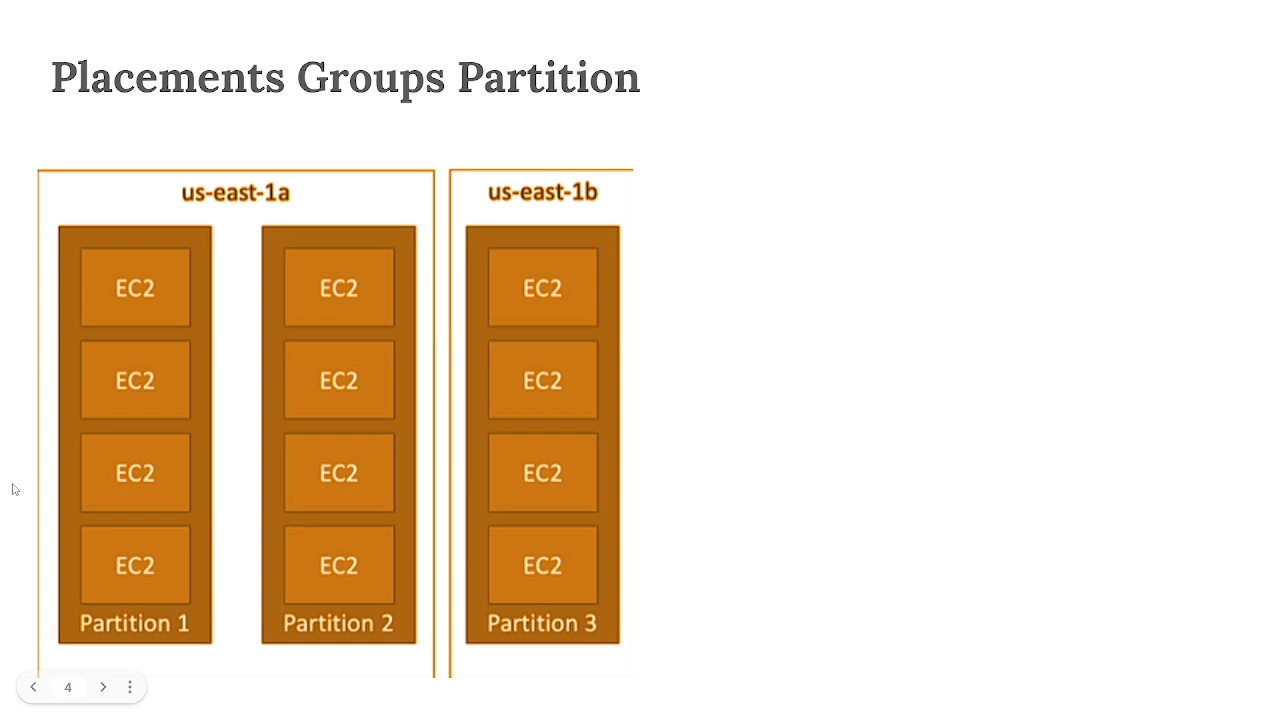 Placements Groups Partition
us-east-1a
EC2
EC2
EC2
EC2
Partition 1
EC2
EC2
EC2
EC2
Partition 2
us-east-1b
EC2
EC2
EC2
EC2
Partition 3
4